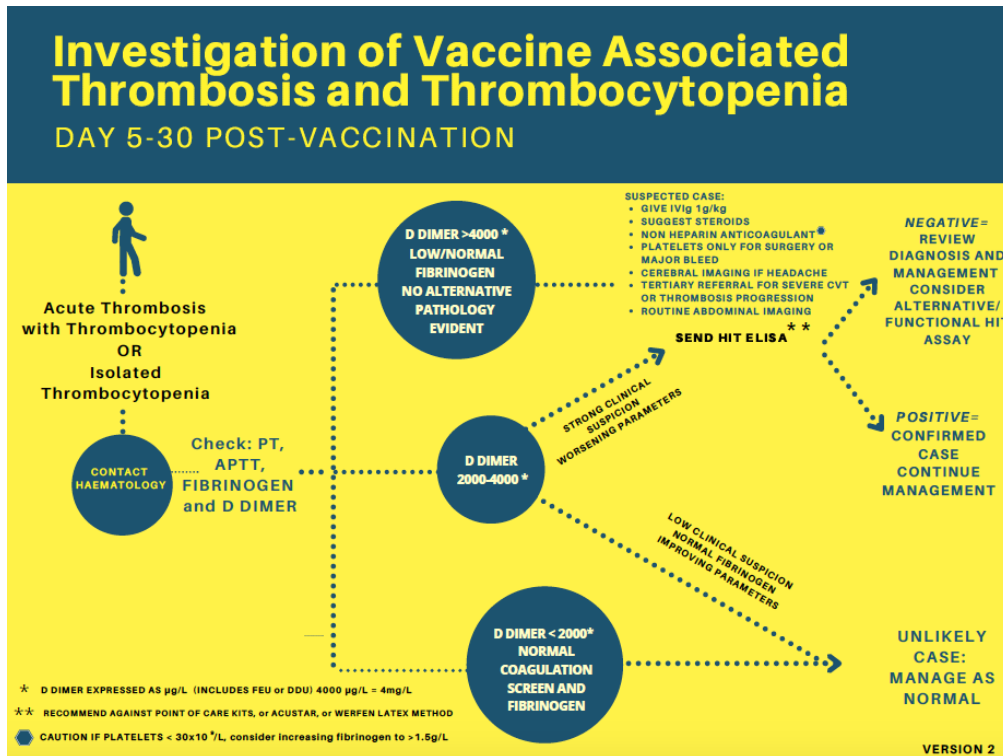 Investigation of Vaccine Associated
Thrombosis and Thrombocytopenia
DAY 5-30 POST-VACCINATION
Acute Thrombosis
with Thrombocytopenia
OR
Isolated
Thrombocytopenia
CONTACT
HAEMATOLOGY
Check: PT,
APTT,
FIBRINOGEN
and D DIMER
D DIMER >4000 *
LOW/NORMAL
FIBRINOGEN
NO ALTERNATIVE
PATHOLOGY
EVIDENT
D DIMER
2000-4000 *
D DIMER < 2000*
NORMAL
COAGULATION
SCREEN AND
FIBRINOGEN
SUSPECTED CASE:
• GIVE IVIg 1g/kg
• SUGGEST STEROIDS
• NON HEPARIN ANTICOAGULANT
• PLATELETS ONLY FOR SURGERY OR
MAJOR BLEED
• CEREBRAL IMAGING IF HEADACHE
• TERTIARY REFERRAL FOR SEVERE CVT
OR THROMBOSIS PROGRESSION
• ROUTINE ABDOMINAL IMAGING
SEND HIT ELISA **
STRONG CLINICAL
SUSPICION
WORSENING PARAMETERS
LOW CLINICAL SUSPICION
NORMAL FIBRINOGEN
IMPROVING PARAMETERS
NEGATIVE=
REVIEW
DIAGNOSIS AND
MANAGEMENT
CONSIDER
ALTERNATIVE/
FUNCTIONAL HIT
ASSAY
POSITIVE=
CONFIRMED
CASE
CONTINUE
MANAGEMENT
UNLIKELY
CASE:
MANAGE AS
NORMAL
* D DIMER EXPRESSED AS µg/L (INCLUDES FEU or DDU) 4000 µg/L = 4mg/L
** RECOMMEND AGAINST POINT OF CARE KITS, or ACUSTAR, or WERFEN LATEX METHOD
CAUTION IF PLATELETS < 30x10 /L, consider increasing fibrinogen to >1.5g/L
VERSION 2